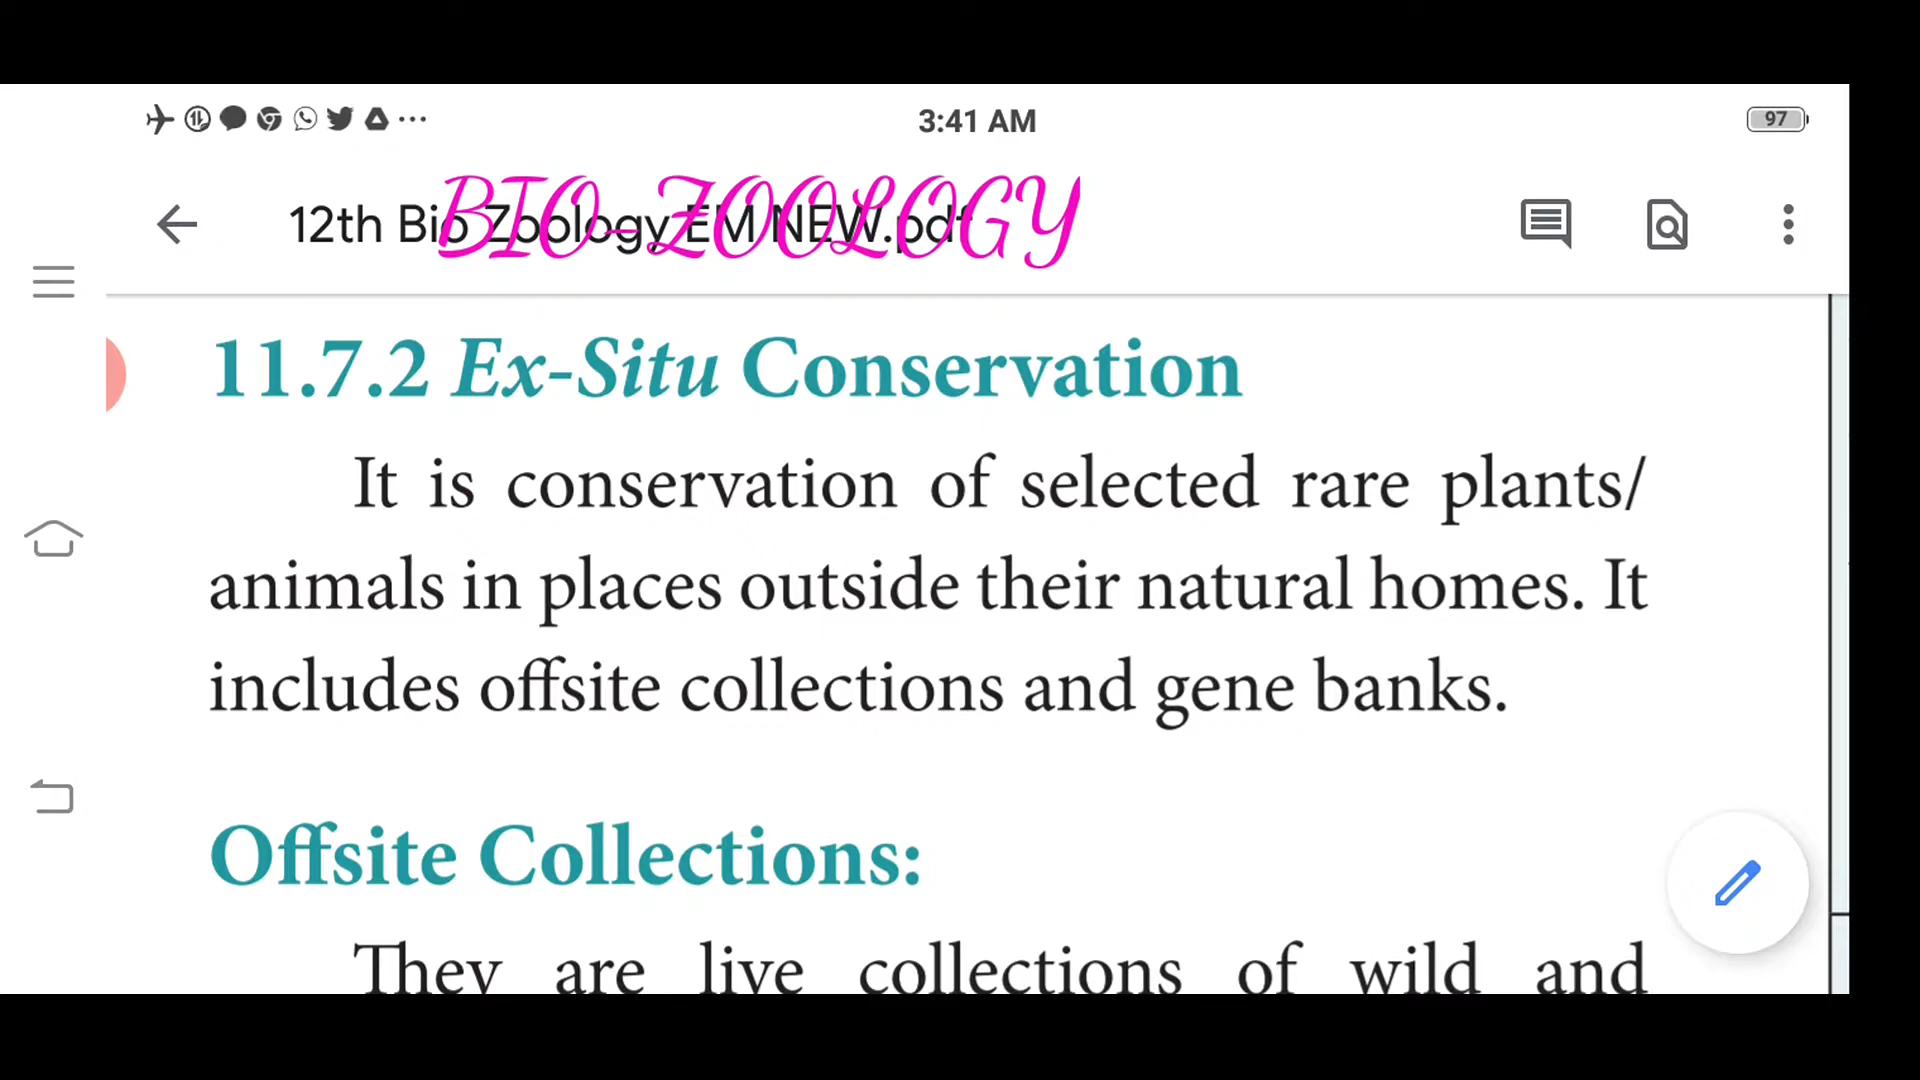 3:41 AM
97
12th Bio Zoology EM NEW.pdf
BIO-ZOOLOGY
11.7.2 Ex-Situ Conservation
It is conservation of selected rare plants/
animals in places outside their natural homes. It
includes offsite collections and gene banks.
Offsite Collections:
They are live collections of wild and